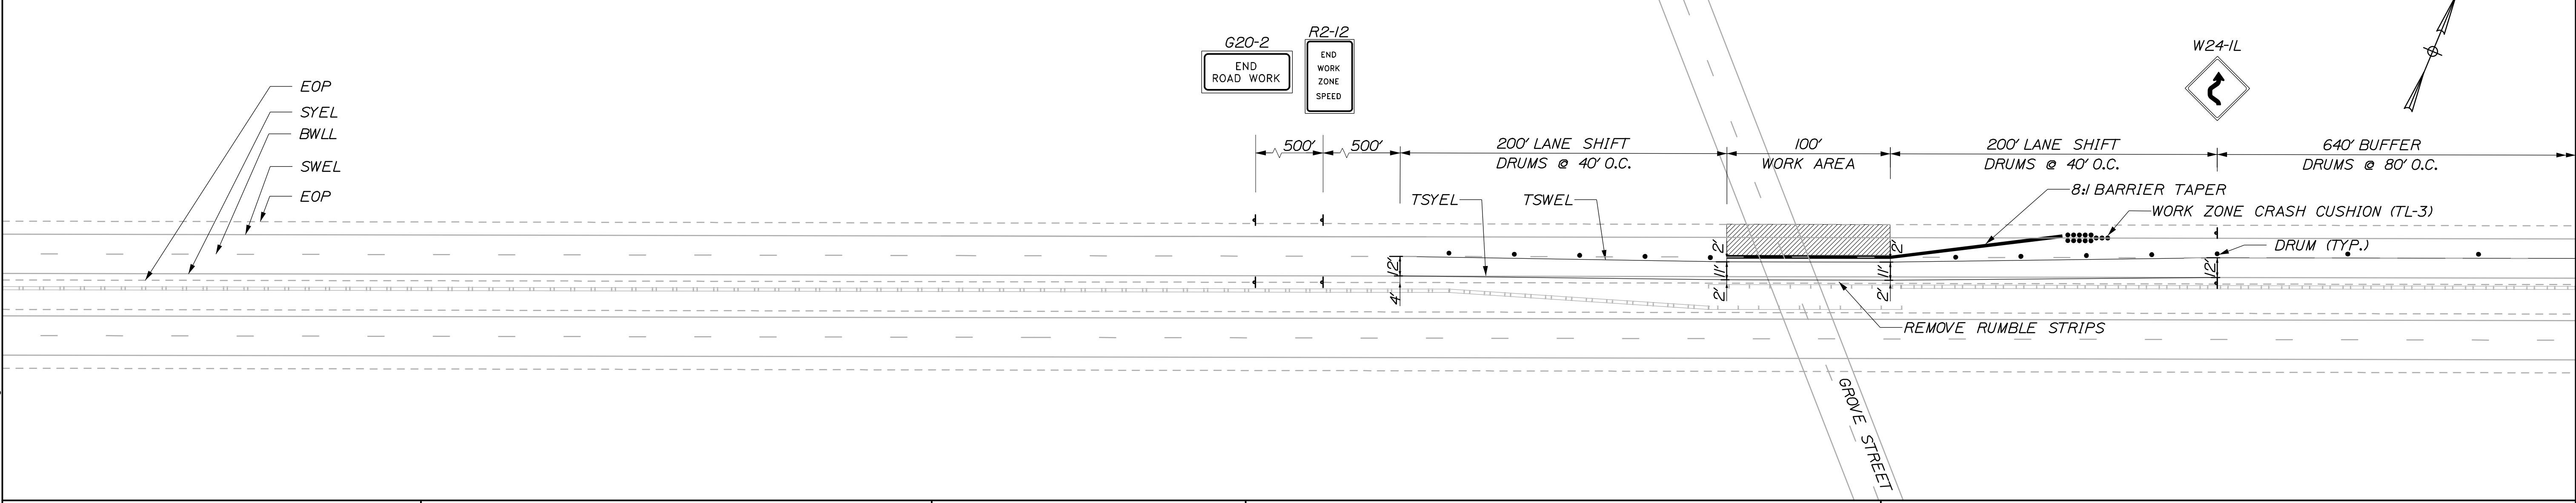 G20-2
END
ROAD WORK
R2-12
END
WORK
ZONE
SPEED
W24-1L
EOP
SYEL
BWLL
SWEL
EOP
500'
500'
200' LANE SHIFT
DRUMS @ 40' O.C.
100'
WORK AREA
200' LANE SHIFT
DRUMS @ 40' O.C.
640' BUFFER
DRUMS @ 80' O.C.
TSYEL
TSWEL
8:1 BARRIER TAPER
WORK ZONE CRASH CUSHION (TL-3)
DRUM (TYP.)
12'
4'
2'
11'
2'
2'
11'
2'
12'
REMOVE RUMBLE STRIPS
GROVE STREET